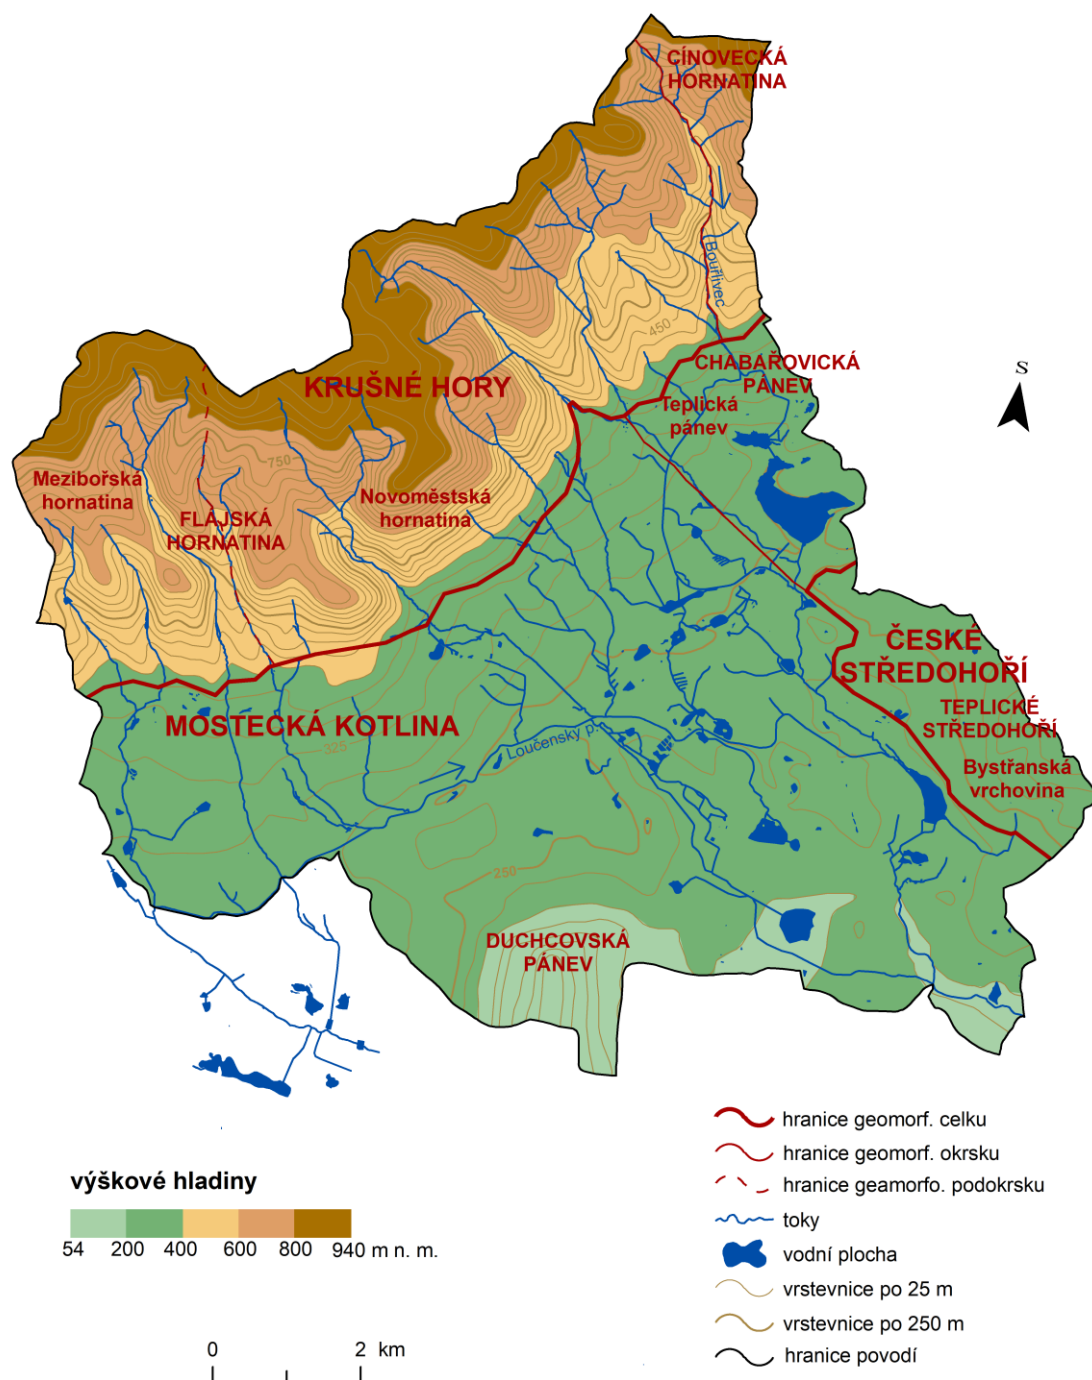 CÍNOVECKÁ
HORNATINA
Bouřlivec
450
CHABAŘOVICKÁ
PÁNEV
Teplická
pánev
S
KRUŠNÉ HORY
750
Mezibořská
hornatina
FLÁJSKÁ
HORNATINA
Novoměstská
hornatina
ČESKÉ
STŘEDOHOŘÍ
TEPLICKÉ
STŘEDOHOŘÍ
Bystřanská
vrchovina
MOSTECKÁ KOTLINA
325
Loučenský p.
250
DUCHCOVSKÁ
PÁNEV
výškové hladiny
54 200 400 600 800 940 m n. m.
0 2 km
hranice geomorf. celku
hranice geomorf. okrsku
hranice geamorfo. podokrsku
toky
vodní plocha
vrstevnice po 25 m
vrstevnice po 250 m
hranice povodí